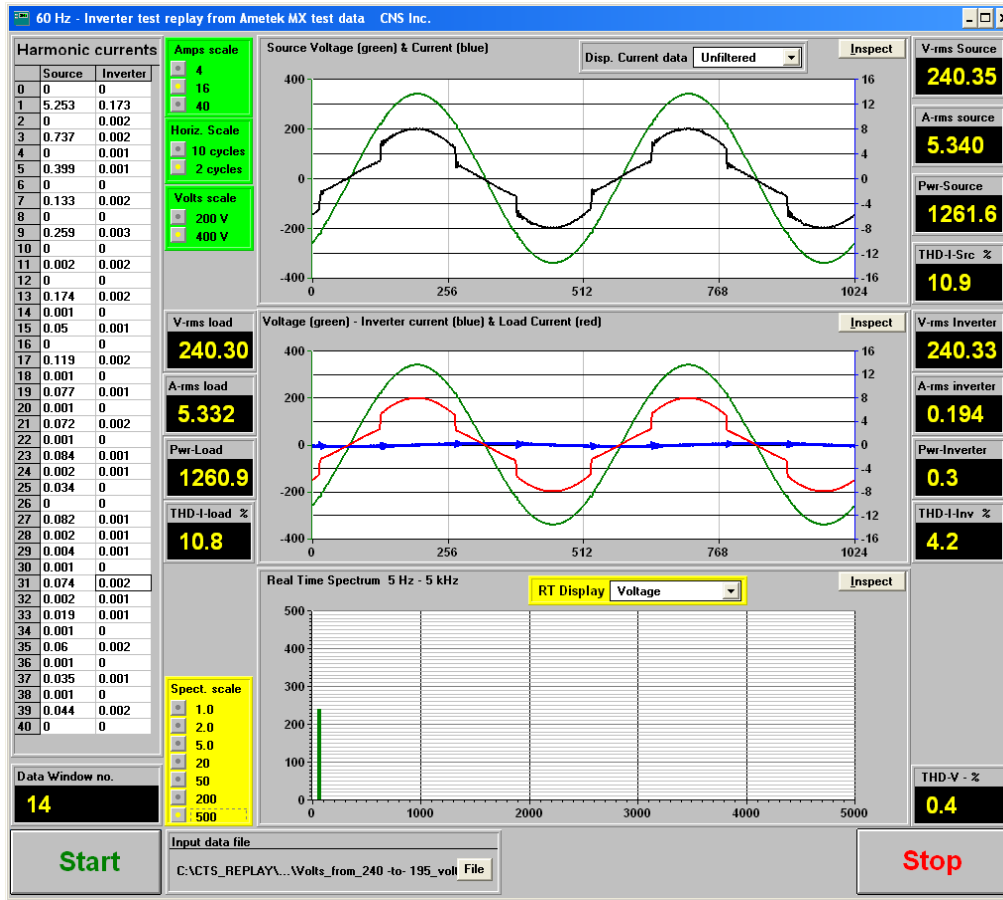 60 Hz - Inverter test replay from Ametek MX test data CNS Inc.
Harmonic currents
Source Inverter
0 0 0
1 5.253 0.173
2 0 0.002
3 0.737 0.002
4 0 0.001
5 0.399 0.001
6 0 0
7 0.133 0.002
8 0 0
9 0.259 0.003
10 0 0
11 0.002 0.002
12 0 0
13 0.174 0.002
14 0.001 0
15 0.05 0.001
16 0 0
17 0.119 0.002
18 0.001 0
19 0.077 0.001
20 0.001 0
21 0.072 0.002
22 0.001 0
23 0.084 0.001
24 0.002 0.001
25 0.034 0
26 0 0
27 0.082 0.001
28 0.002 0.001
29 0.004 0.001
30 0.001 0
31 0.074 0.002
32 0.002 0.001
33 0.019 0.001
34 0.001 0
35 0.06 0.002
36 0.001 0
37 0.035 0.001
38 0.001 0
39 0.044 0.002
40 0 0
Data Window no.
14
Start
Amps scale
4
16
40
Horiz. Scale
10 cycles
2 cycles
Volts scale
200 V
400 V
V-rms load
240.30
A-rms load
5.332
Pwr-Load
1260.9
THD-I-load %
10.8
Spect. scale
1.0
2.0
5.0
20
50
200
500
Source Voltage (green) & Current (blue)
Disp. Current data Unfiltered
Inspect
400
200
0
-200
-400
16
12
8
4
0
-4
-8
-12
-16
0 256 512 768 1024
Voltage (green) - Inverter current (blue) & Load Current (red)
Inspect
400
200
0
-200
-400
16
12
8
4
0
-4
-8
-12
-16
0 256 512 768 1024
Real Time Spectrum 5 Hz - 5 kHz
RT Display Voltage
Inspect
500
400
300
200
100
0
0 1000 2000 3000 4000 5000
Input data file
C:\CTS_REPLAY\...\Volts_from_240 -to- 195_volt
File
V-rms Source
240.35
A-rms source
5.340
Pwr-Source
1261.6
THD-I-Src %
10.9
V-rms Inverter
240.33
A-rms inverter
0.194
Pwr-Inverter
0.3
THD-I-Inv %
4.2
THD-V - %
0.4
Stop